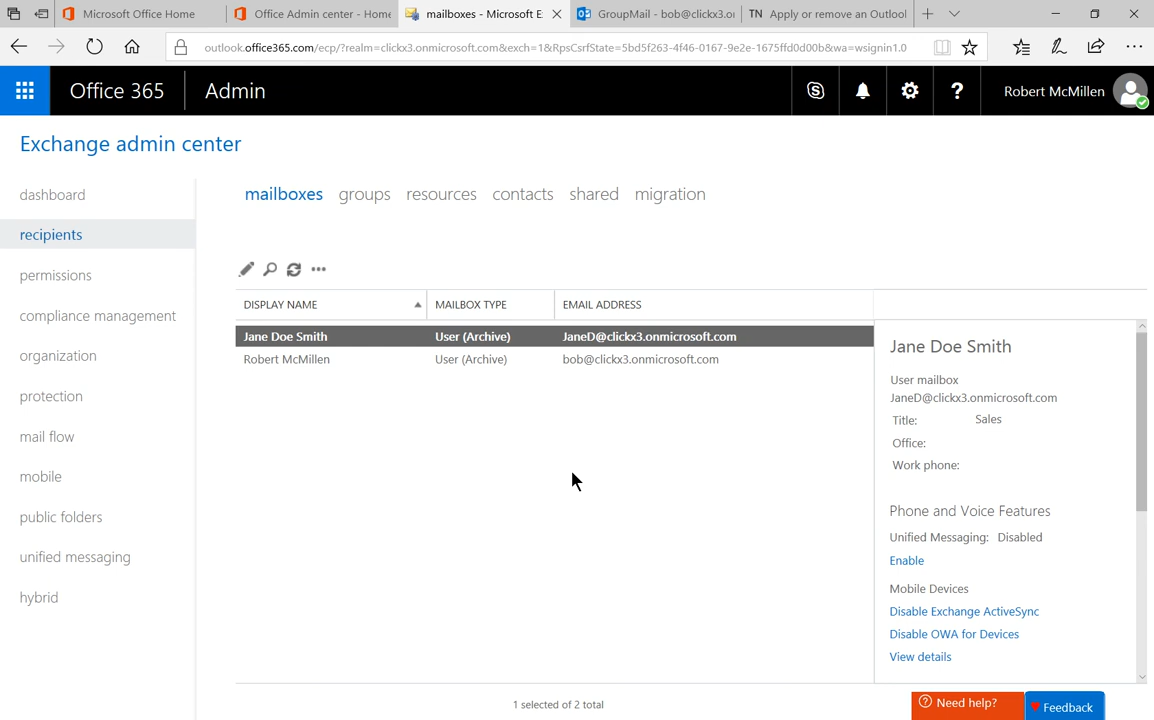 Microsoft Office Home
Office Admin center - Home
mailboxes - Microsoft E
GroupMail - bob@clickx3.or
TN Apply or remove an Outlool
outlook.office365.com/ecp/?realm=clickx3.onmicrosoft.com&exch=1&RpsCsrfState=5bd5f263-4f46-0167-9e2e-1675ffd0d00b&wa=wsignin1.0
Office 365
Admin
Robert McMillen
Exchange admin center
dashboard
recipients
permissions
compliance management
organization
protection
mail flow
mobile
public folders
unified messaging
hybrid
mailboxes groups resources contacts shared migration
DISPLAY NAME MAILBOX TYPE EMAIL ADDRESS
Jane Doe Smith User (Archive) JaneD@clickx3.onmicrosoft.com
Robert McMillen User (Archive) bob@clickx3.onmicrosoft.com
1 selected of 2 total
Jane Doe Smith
User mailbox
JaneD@clickx3.onmicrosoft.com
Title: Sales
Office:
Work phone:
Phone and Voice Features
Unified Messaging: Disabled
Enable
Mobile Devices
Disable Exchange ActiveSync
Disable OWA for Devices
View details
? Need help?
Feedback